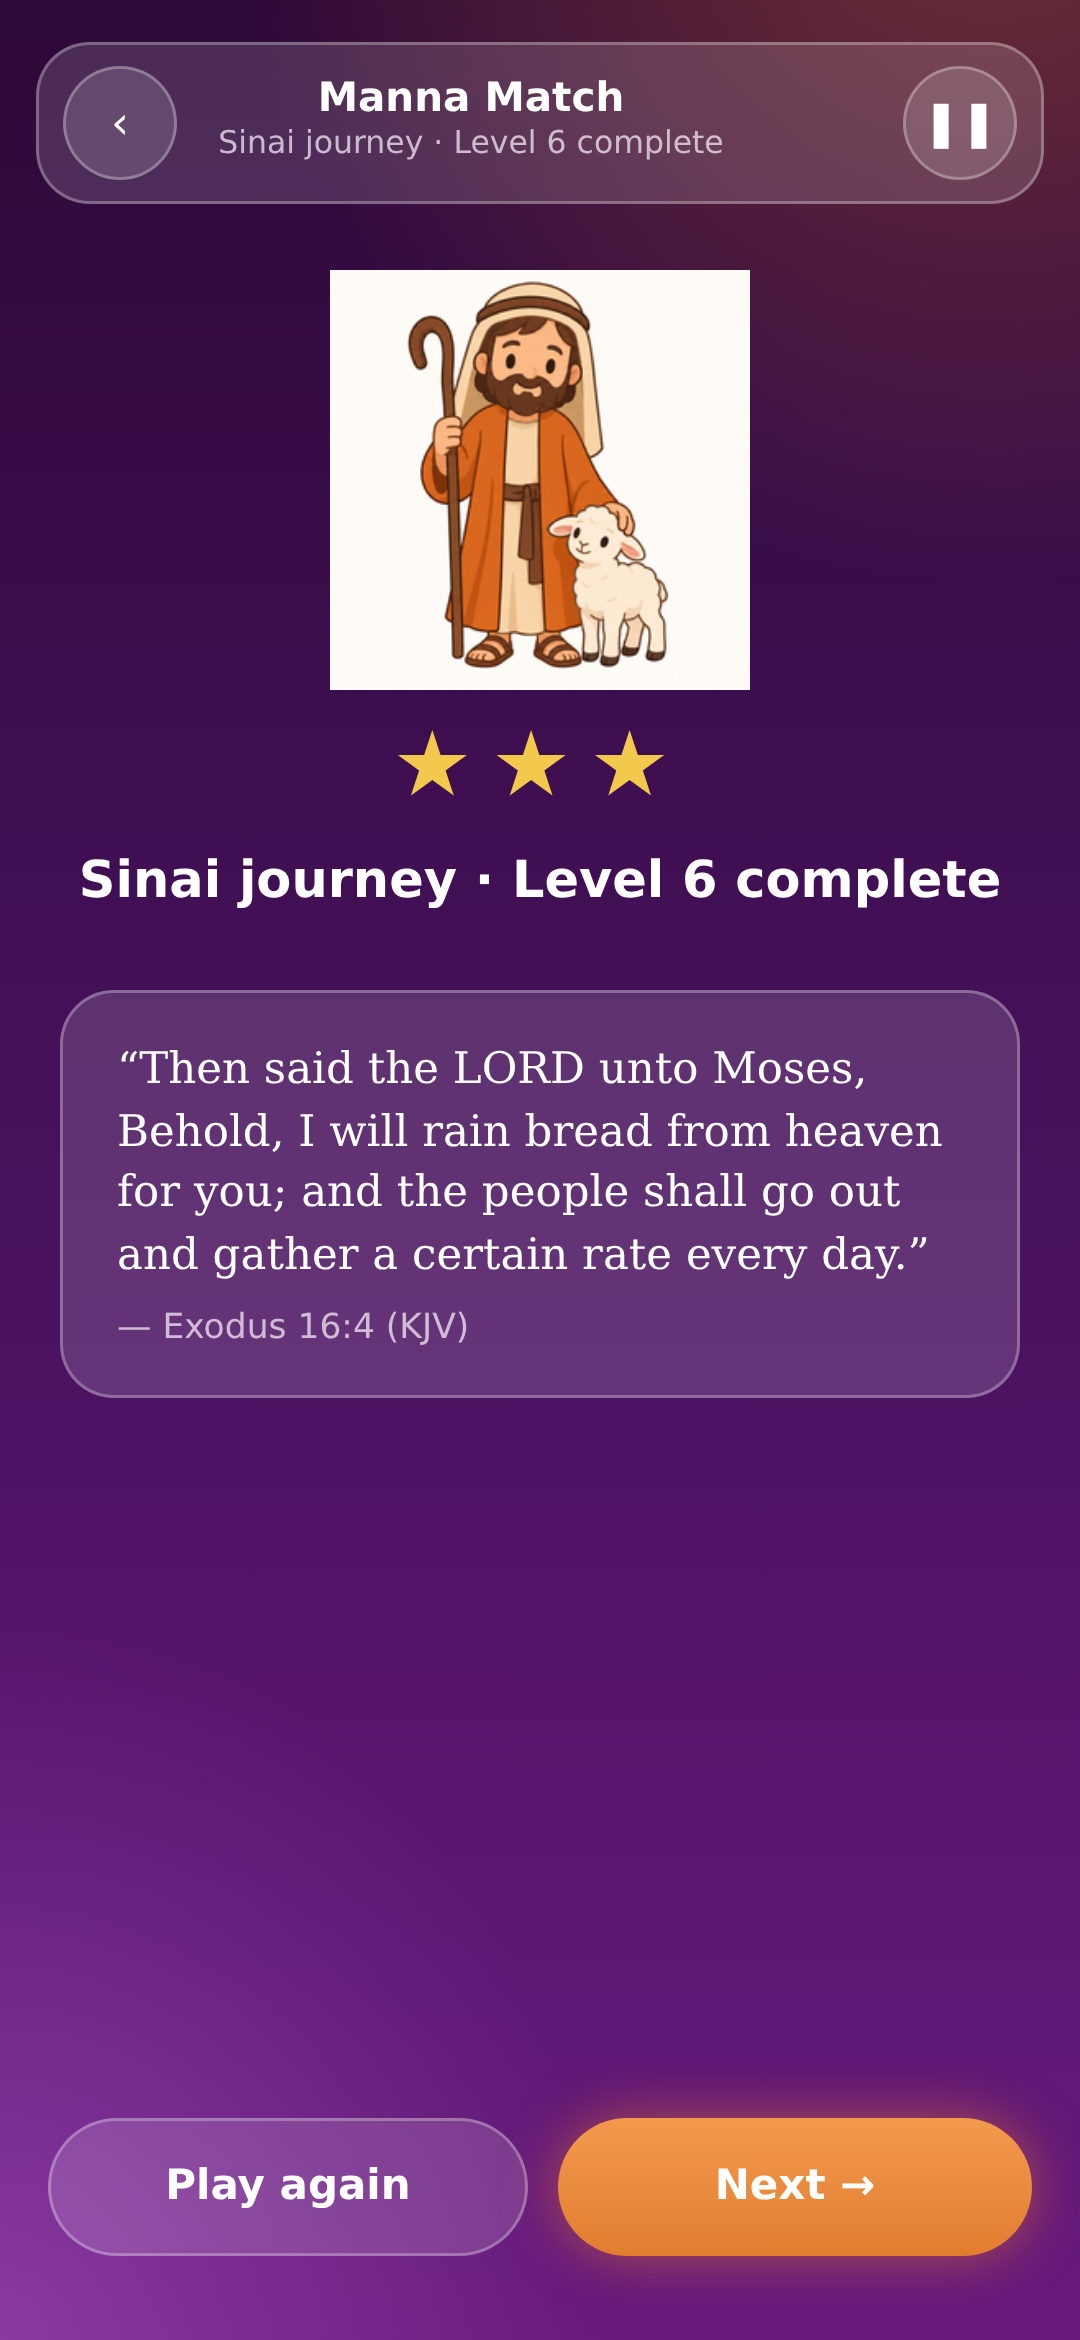 Manna Match
Sinai journey · Level 6 complete
Sinai journey · Level 6 complete
“Then said the LORD unto Moses,
Behold, I will rain bread from heaven
for you; and the people shall go out
and gather a certain rate every day.”
— Exodus 16:4 (KJV)
Play again
Next →